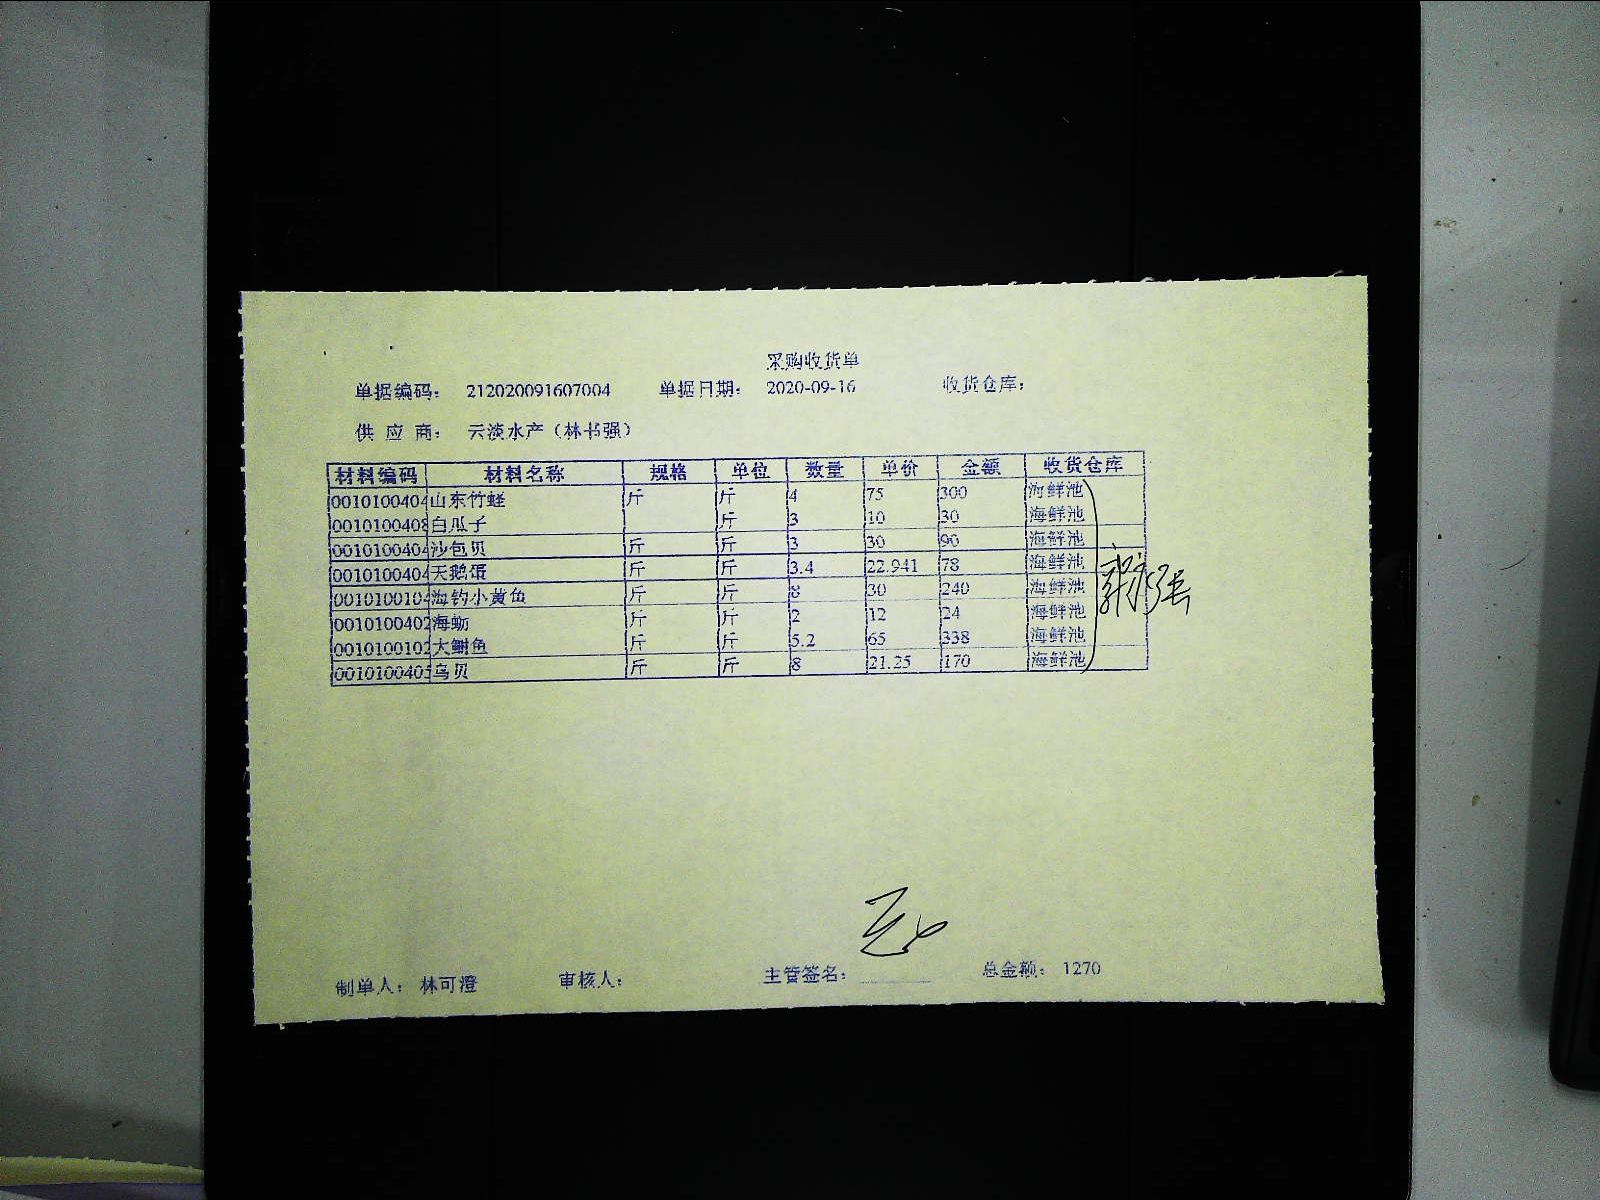 采购收货单
单据编码： 212020091607004 单据日期： 2020-09-16 收货仓库：
供 应 商： 云淡水产（林书强）
材料编码 材料名称 规格 单位 数量 单价 金额 收货仓库
0010100404 山东竹蛏 斤 斤 4 75 300 海鲜池
0010100408 白瓜子 斤 3 10 30 海鲜池
0010100404 沙包贝 斤 斤 3 30 90 海鲜池
0010100404 天鹅蛋 斤 斤 3.4 22.941 78 海鲜池
0010100104 海钓小黄鱼 斤 斤 8 30 240 海鲜池
0010100402 海蛎 斤 斤 2 12 24 海鲜池
0010100102 大鮒鱼 斤 斤 5.2 65 338 海鲜池
0010100405 鸟贝 斤 斤 8 21.25 170 海鲜池
制单人： 林可澄 审核人： 主管签名： 总金额： 1270